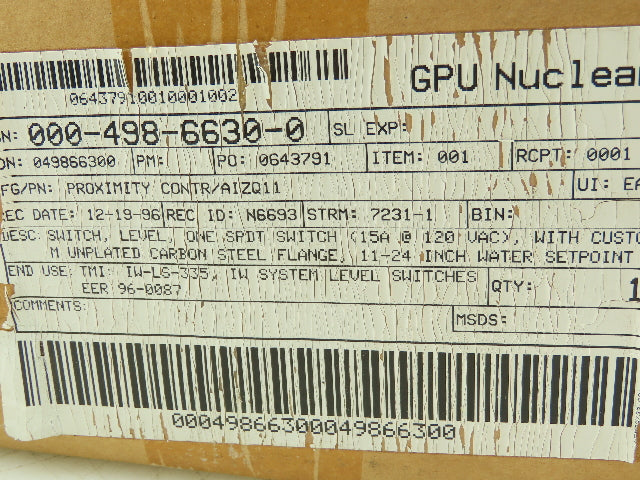 GPU Nuclear
06437910010001002
SN: 000-498-6630-0 SL EXP:
ON: 049866300 PM: PO: 0643791 ITEM: 001 RCPT: 0001
FG/PN: PROXIMITY CONTR/AIZQ11 UI: EA
REC DATE: 12-19-96 REC ID: N6693 STRM: 7231-1 BIN:
DESC: SWITCH, LEVEL, ONE SPDT SWITCH (15A @ 120 VAC), WITH CUSTO
M UNPLATED CARBON STEEL FLANGE, 11-24 INCH WATER SETPOINT
END USE: TMI: IW-LS-335, IW SYSTEM LEVEL SWITCHES
EER 96-0087 QTY: 1
COMMENTS: MSDS:
00049866300049866300